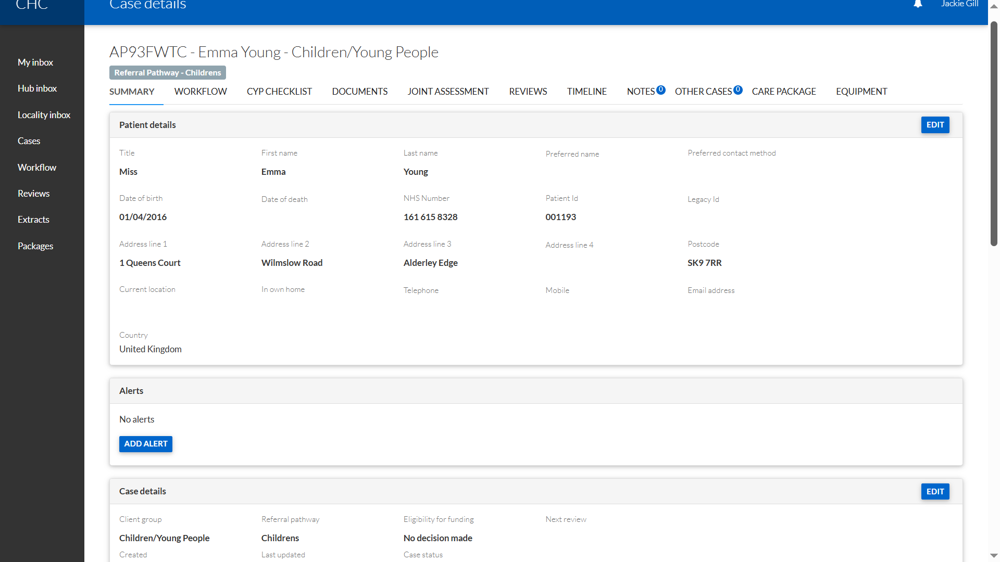 CHC
Case details
Jackie Gill
My inbox
Hub inbox
Locality inbox
Cases
Workflow
Reviews
Extracts
Packages
AP93FWTC - Emma Young - Children/Young People
Referral Pathway - Childrens
SUMMARY WORKFLOW CYP CHECKLIST DOCUMENTS JOINT ASSESSMENT REVIEWS TIMELINE NOTES 0 OTHER CASES 0 CARE PACKAGE EQUIPMENT
Patient details EDIT
Title First name Last name Preferred name Preferred contact method
Miss Emma Young
Date of birth Date of death NHS Number Patient Id Legacy Id
01/04/2016 161 615 8328 001193
Address line 1 Address line 2 Address line 3 Address line 4 Postcode
1 Queens Court Wilmslow Road Alderley Edge SK9 7RR
Current location In own home Telephone Mobile Email address
Country
United Kingdom
Alerts
No alerts
ADD ALERT
Case details EDIT
Client group Referral pathway Eligibility for funding Next review
Children/Young People Childrens No decision made
Created Last updated Case status